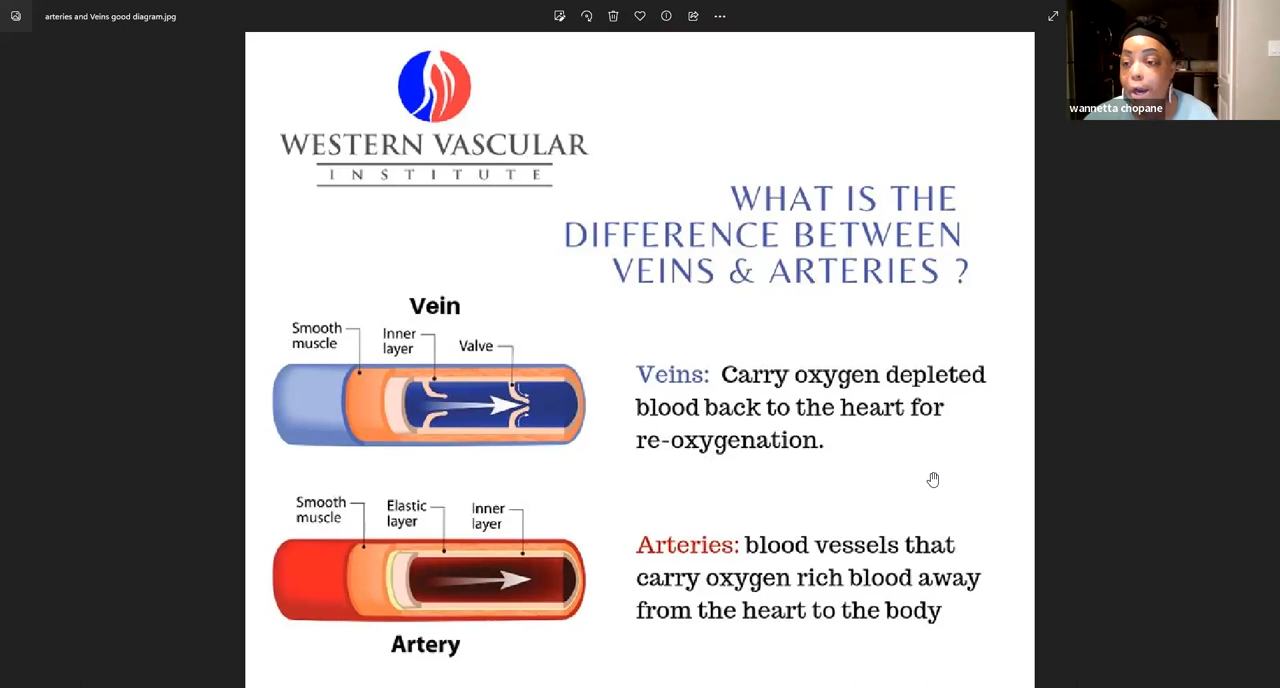 arteries and Veins good diagram.jpg
wannetta chopane
WESTERN VASCULAR
INSTITUTE
WHAT IS THE
DIFFERENCE BETWEEN
VEINS & ARTERIES ?
Vein
Smooth
muscle
Inner
layer
Valve
Veins: Carry oxygen depleted
blood back to the heart for
re-oxygenation.
Smooth
muscle
Elastic
layer
Inner
layer
Arteries: blood vessels that
carry oxygen rich blood away
from the heart to the body
Artery